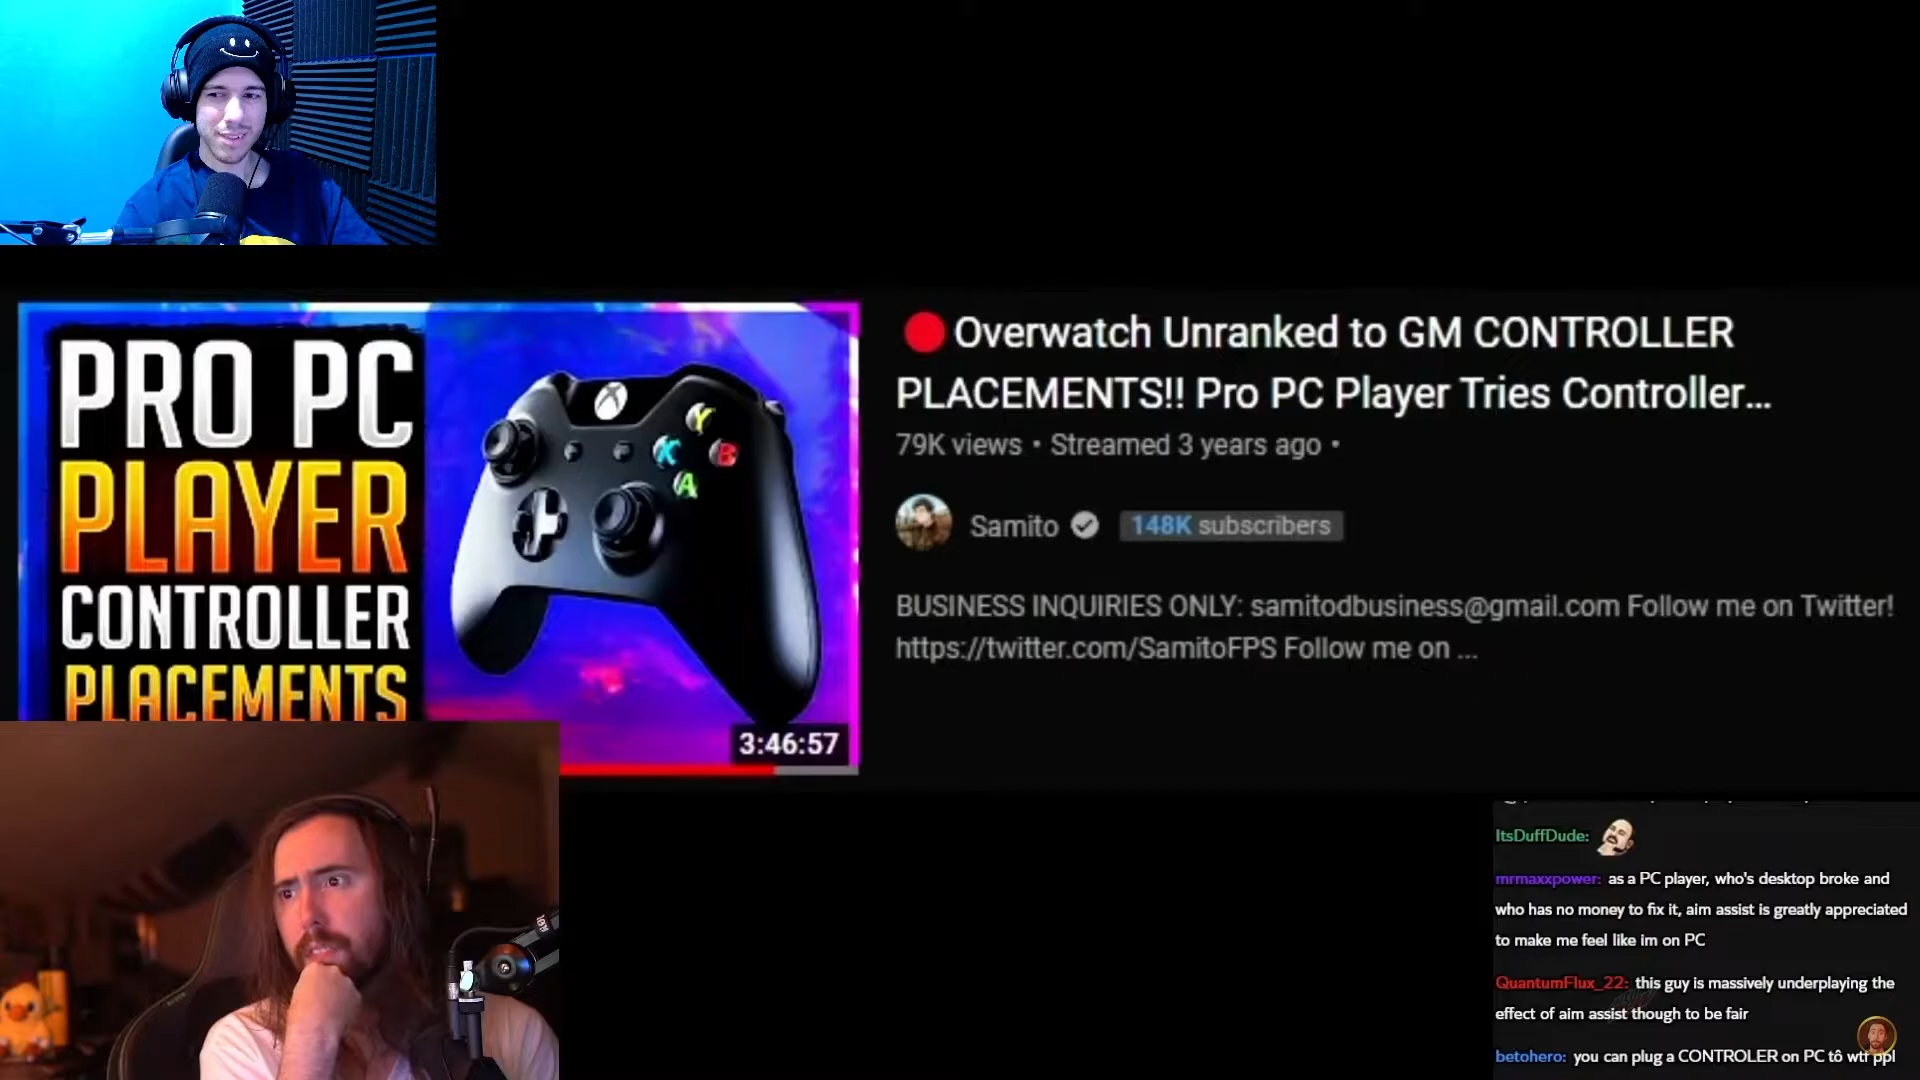 PRO PC
PLAYER
CONTROLLER
PLACEMENTS
Y
X
B
A
3:46:57
Overwatch Unranked to GM CONTROLLER
PLACEMENTS!! Pro PC Player Tries Controller...
79K views • Streamed 3 years ago •
Samito
148K subscribers
BUSINESS INQUIRIES ONLY: samitodbusiness@gmail.com Follow me on Twitter!
https://twitter.com/SamitoFPS Follow me on ...
ItsDuffDude:
mrmaxxpower: as a PC player, who's desktop broke and
who has no money to fix it, aim assist is greatly appreciated
to make me feel like im on PC
QuantumFlux_22: this guy is massively underplaying the
effect of aim assist though to be fair
betohero: you can plug a CONTROLER on PC tô wtf ppl